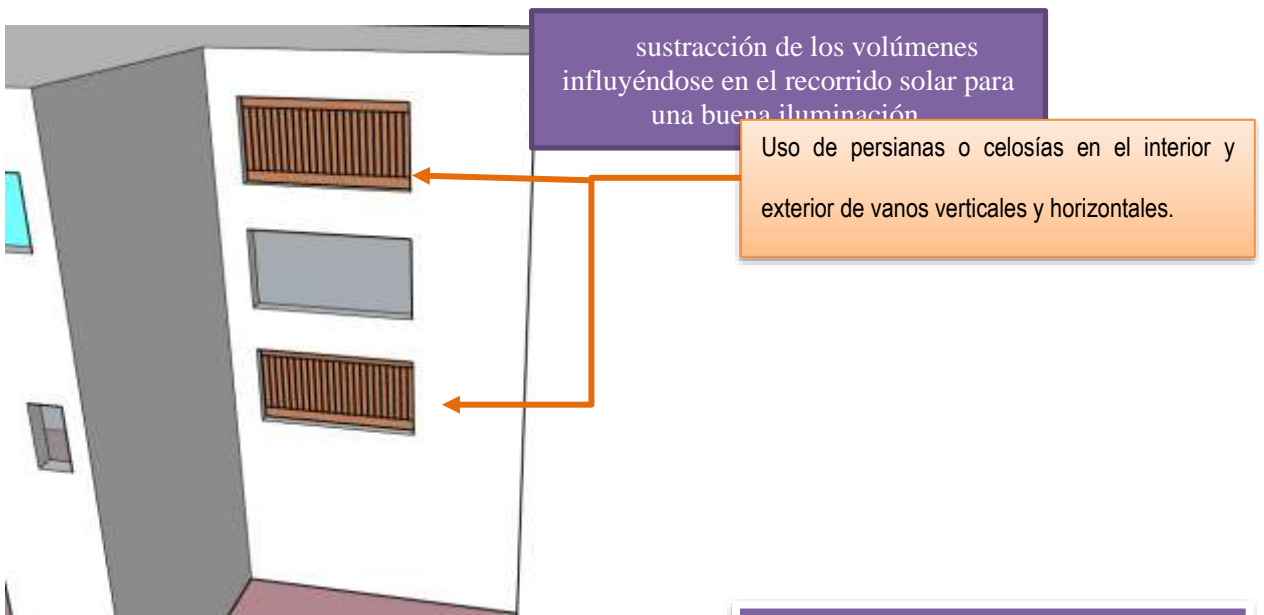 sustracción de los volúmenes
influyéndose en el recorrido solar para
una buena iluminación
Uso de persianas o celosías en el interior y
exterior de vanos verticales y horizontales.